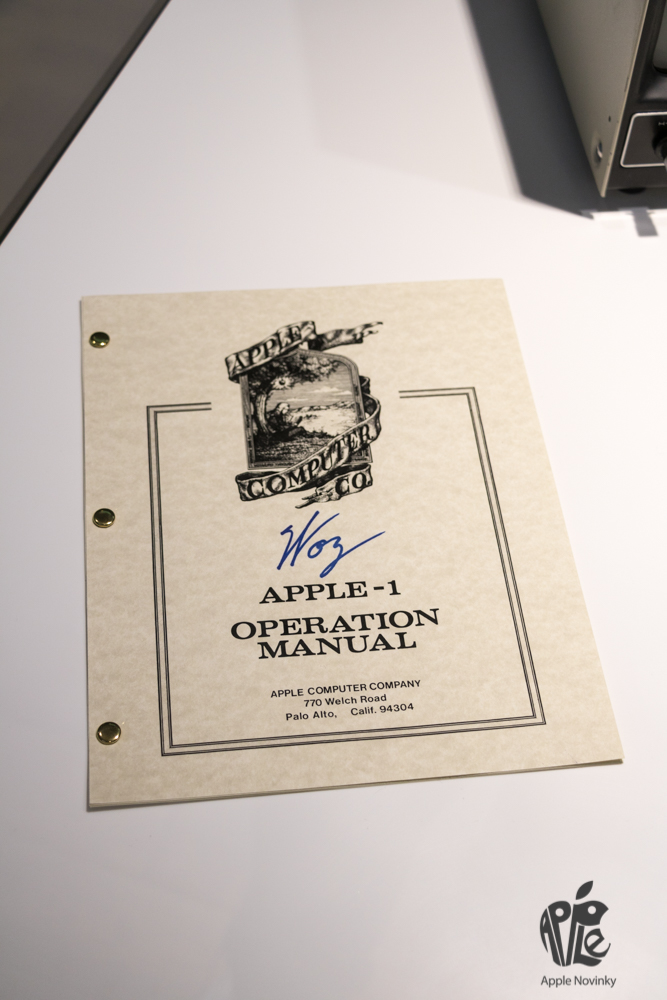 APPLE
COMPUTER
CO
Woz
APPLE-1
OPERATION
MANUAL
APPLE COMPUTER COMPANY
770 Welch Road
Palo Alto, Calif. 94304
APPLe
Apple Novinky